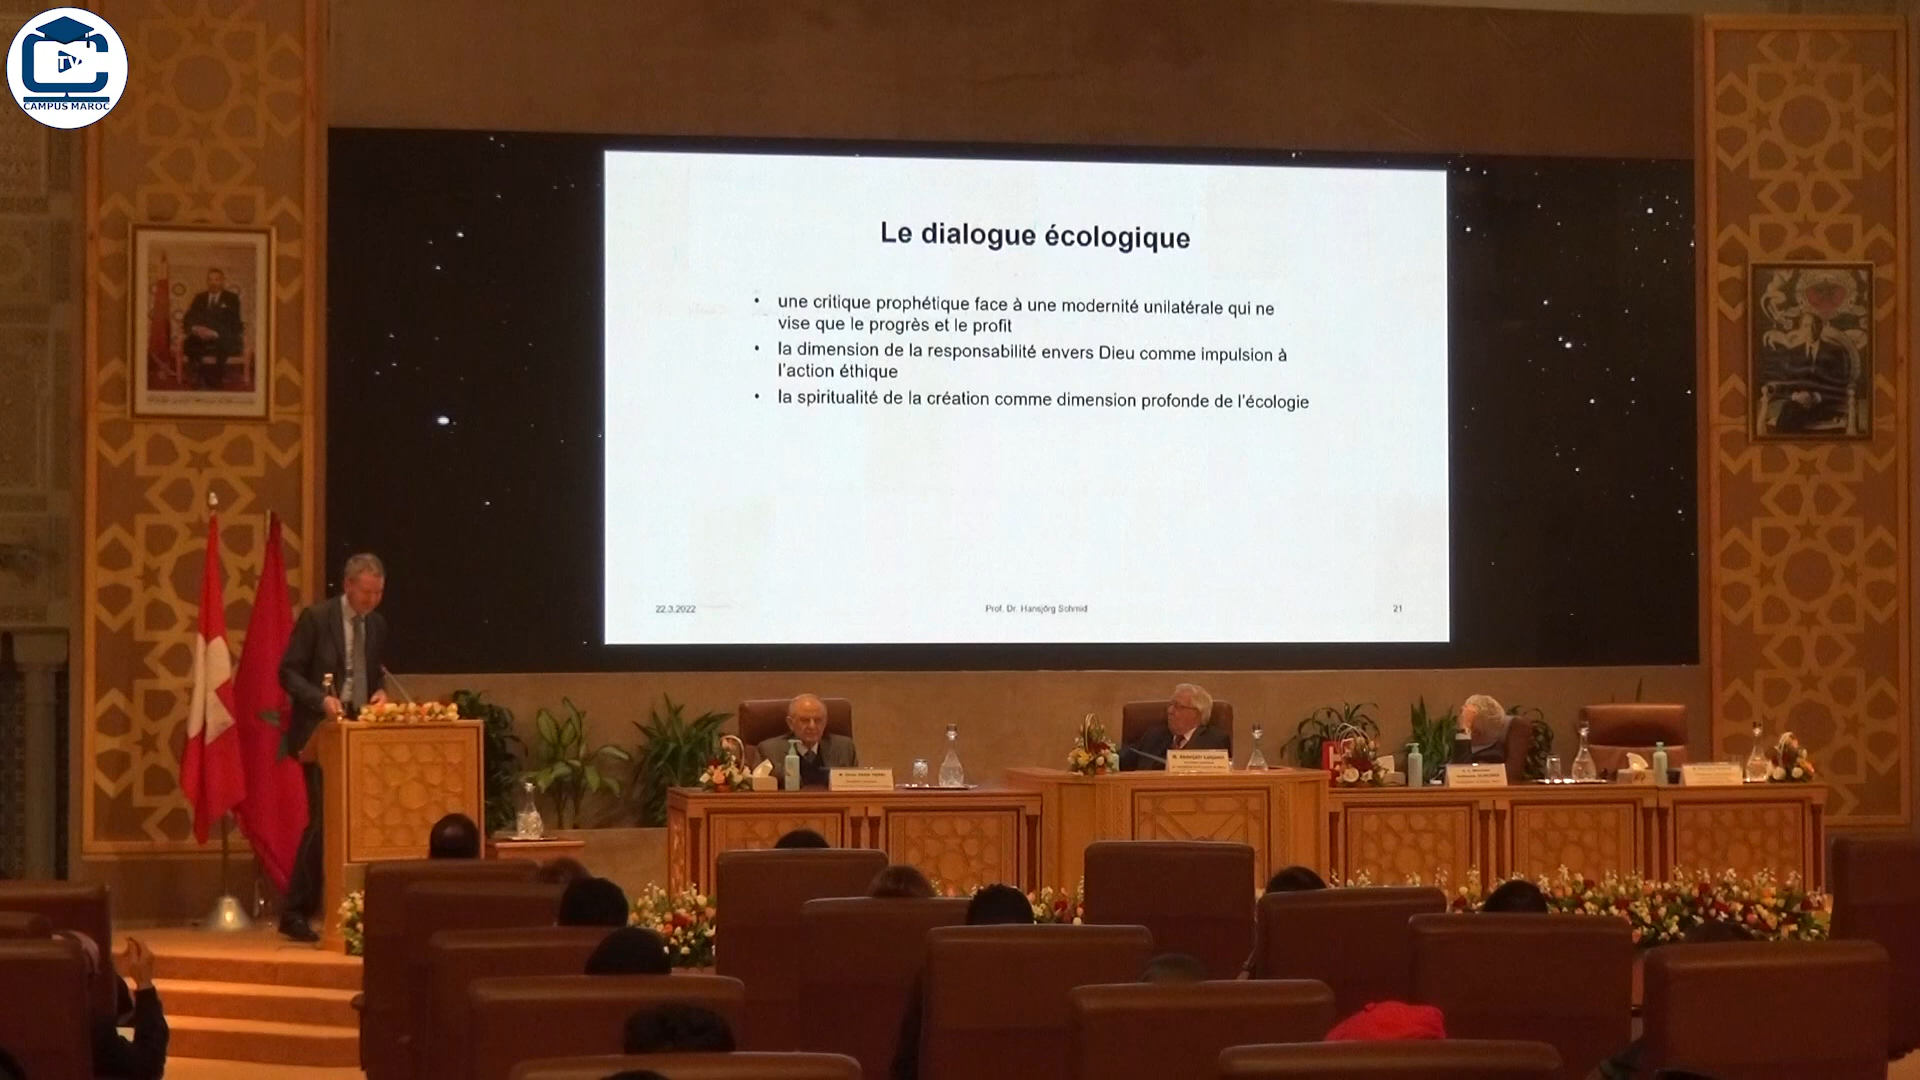 TV
CAMPUS MAROC
Le dialogue écologique
• une critique prophétique face à une modernité unilatérale qui ne
vise que le progrès et le profit
• la dimension de la responsabilité envers Dieu comme impulsion à
l'action éthique
• la spiritualité de la création comme dimension profonde de l'écologie
22.3.2022
Prof. Dr. Hansjörg Schmid
21